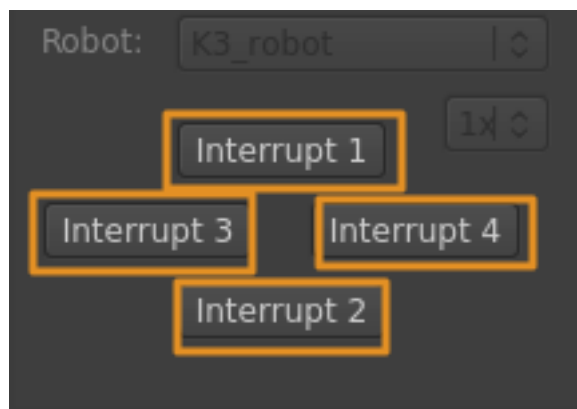 Robot: K3_robot
1x
Interrupt 1
Interrupt 3 Interrupt 4
Interrupt 2